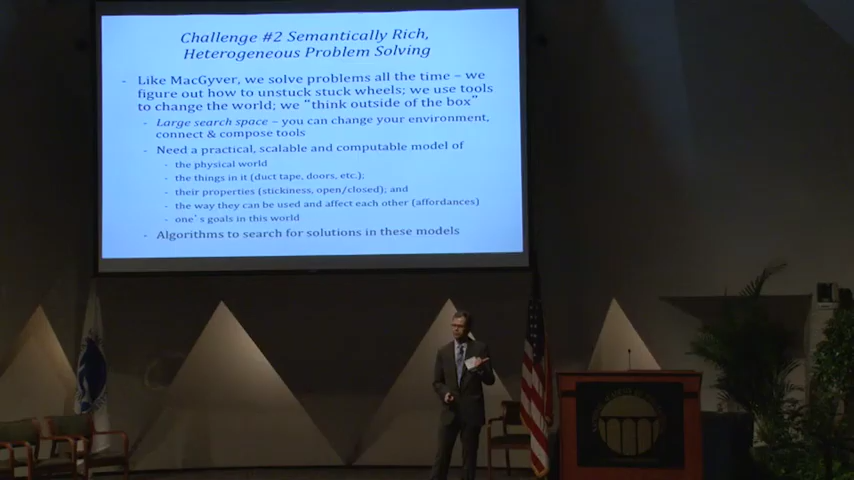 Challenge #2 Semantically Rich,
Heterogeneous Problem Solving
- Like MacGyver, we solve problems all the time – we
figure out how to unstuck stuck wheels; we use tools
to change the world; we "think outside of the box"
- Large search space – you can change your environment,
connect & compose tools
- Need a practical, scalable and computable model of
- the physical world
- the things in it (duct tape, doors, etc.);
- their properties (stickiness, open/closed); and
- the way they can be used and affect each other (affordances)
- one's goals in this world
- Algorithms to search for solutions in these models